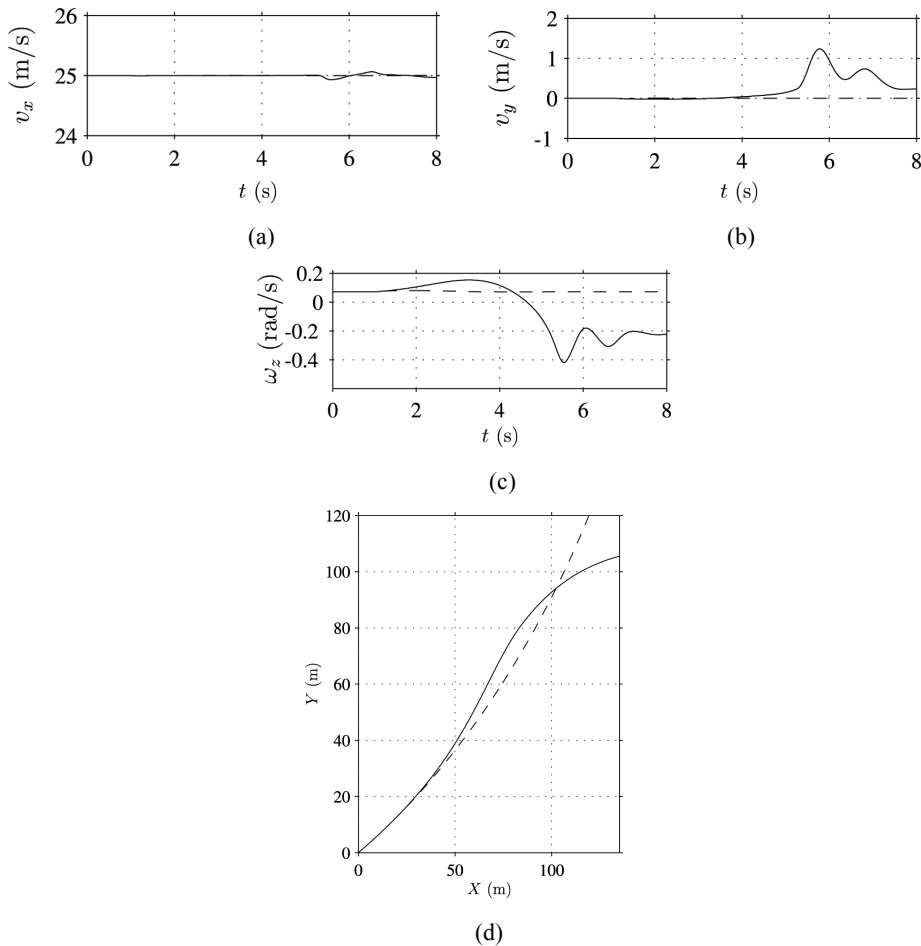 26
25
24
v_x (m/s)
0 2 4 6 8
t (s)
(a)
2
1
0
-1
v_y (m/s)
0 2 4 6 8
t (s)
(b)
0.2
0
-0.2
-0.4
ω_z (rad/s)
0 2 4 6 8
t (s)
(c)
120
100
80
60
40
20
0
Y (m)
0 50 100
X (m)
(d)